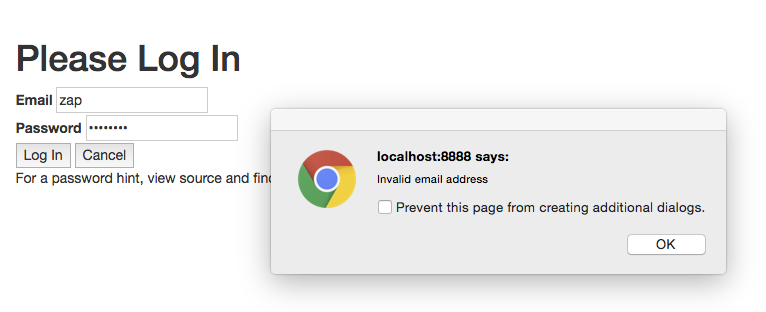 Please Log In
Email zap
Password ••••••••
Log In Cancel
For a password hint, view source and find
localhost:8888 says:
Invalid email address
Prevent this page from creating additional dialogs.
OK